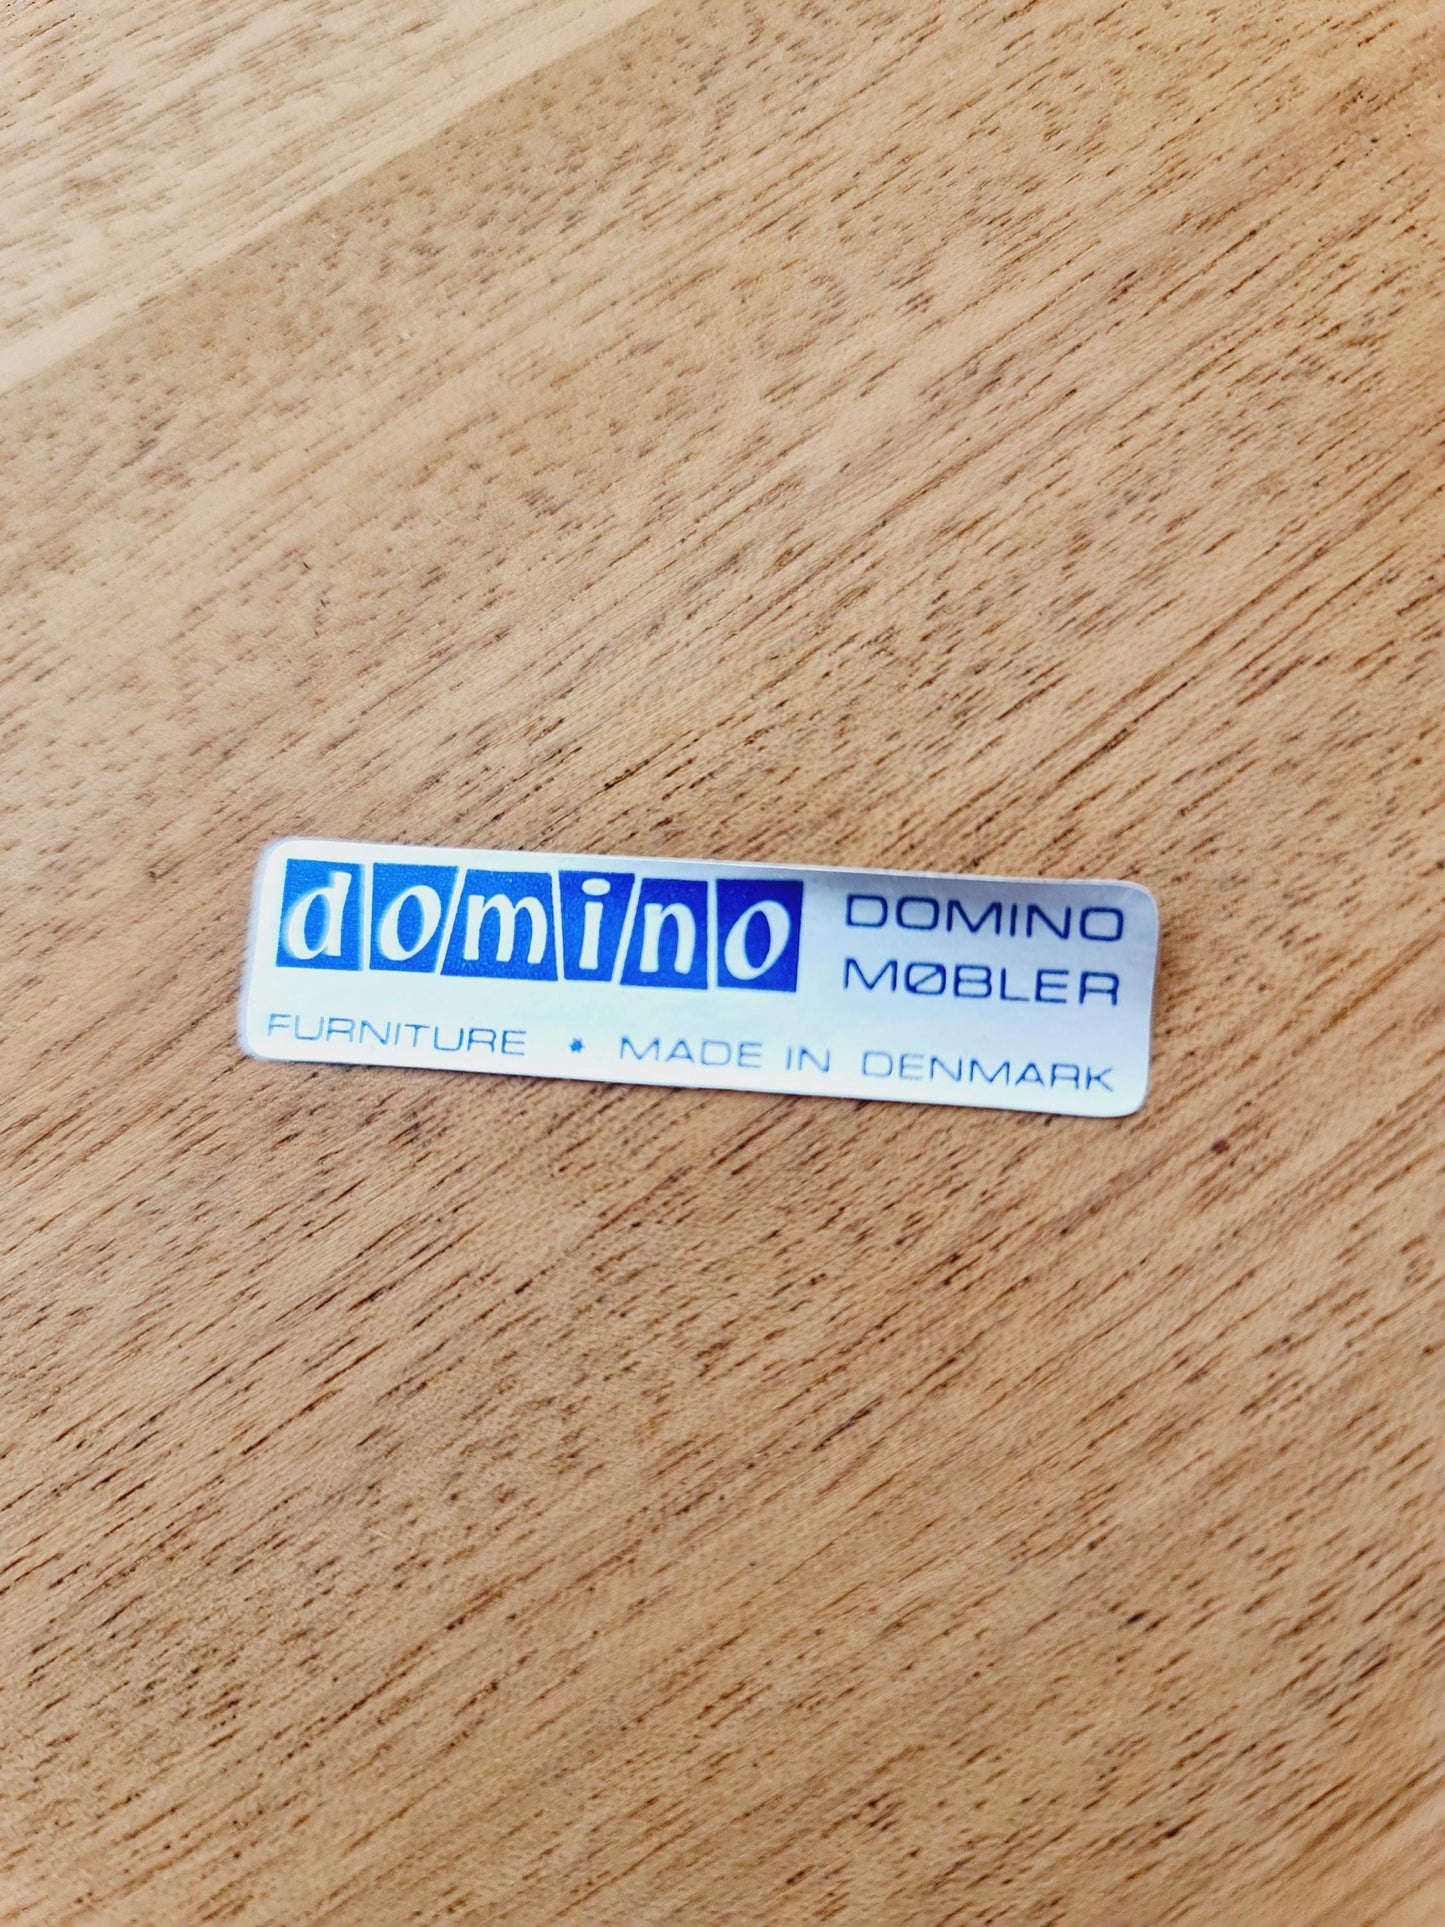 domino
DOMINO
MØBLER
FURNITURE * MADE IN DENMARK